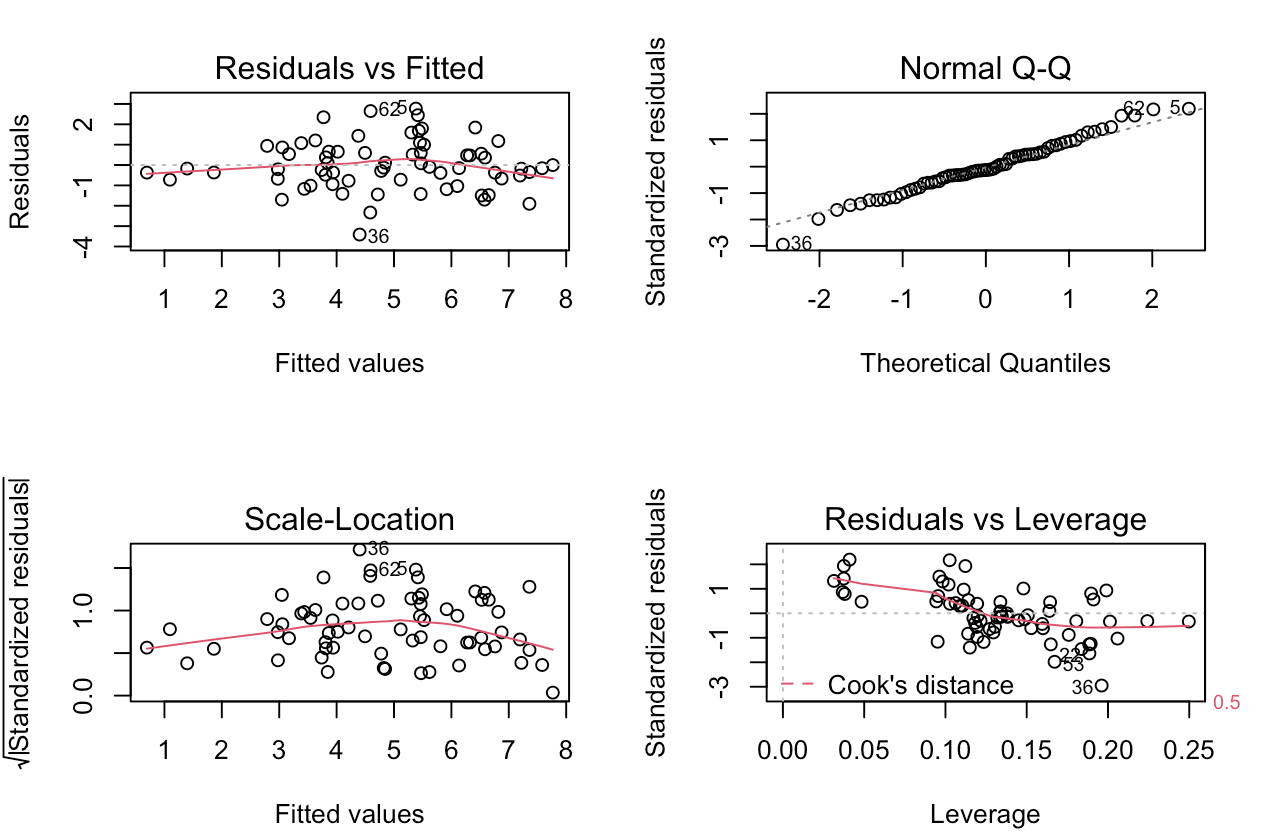 Residuals vs Fitted
Residuals
2
-1
-4
62
5
36
1 2 3 4 5 6 7 8
Fitted values
Normal Q-Q
Standardized residuals
1
-1
-3
62
5
36
-2 -1 0 1 2
Theoretical Quantiles
Scale-Location
√|Standardized residuals|
1.0
0.0
36
62
5
1 2 3 4 5 6 7 8
Fitted values
Residuals vs Leverage
Standardized residuals
1
-1
-3
22
53
36
Cook's distance
0.5
0.00 0.05 0.10 0.15 0.20 0.25
Leverage